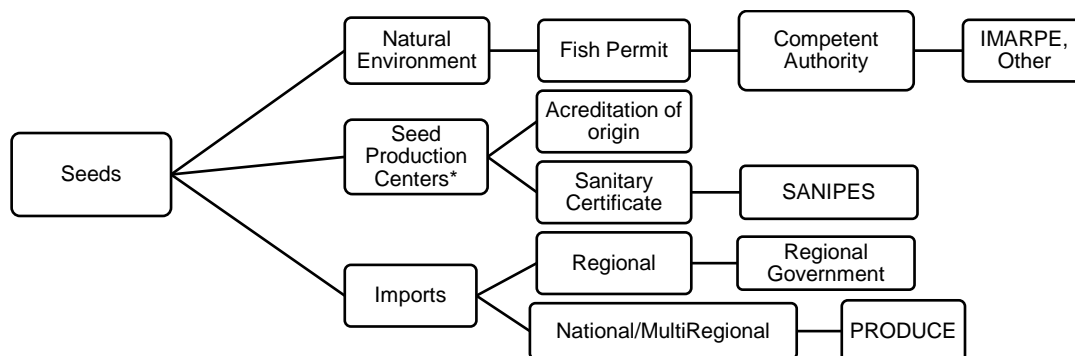 Natural
Environment
Fish Permit
Competent
Authority
IMARPE,
Other
Seeds
Seed
Production
Centers*
Acreditation of
origin
Sanitary
Certificate
SANIPES
Imports
Regional
Regional
Government
National/MultiRegional
PRODUCE